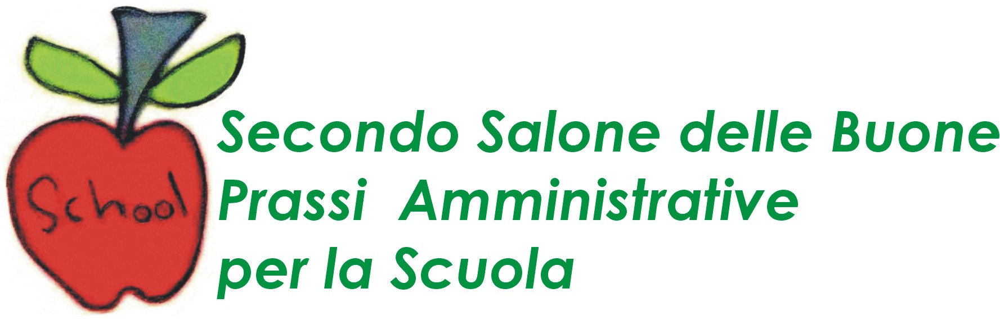 School
Secondo Salone delle Buone
Prassi Amministrative
per la Scuola